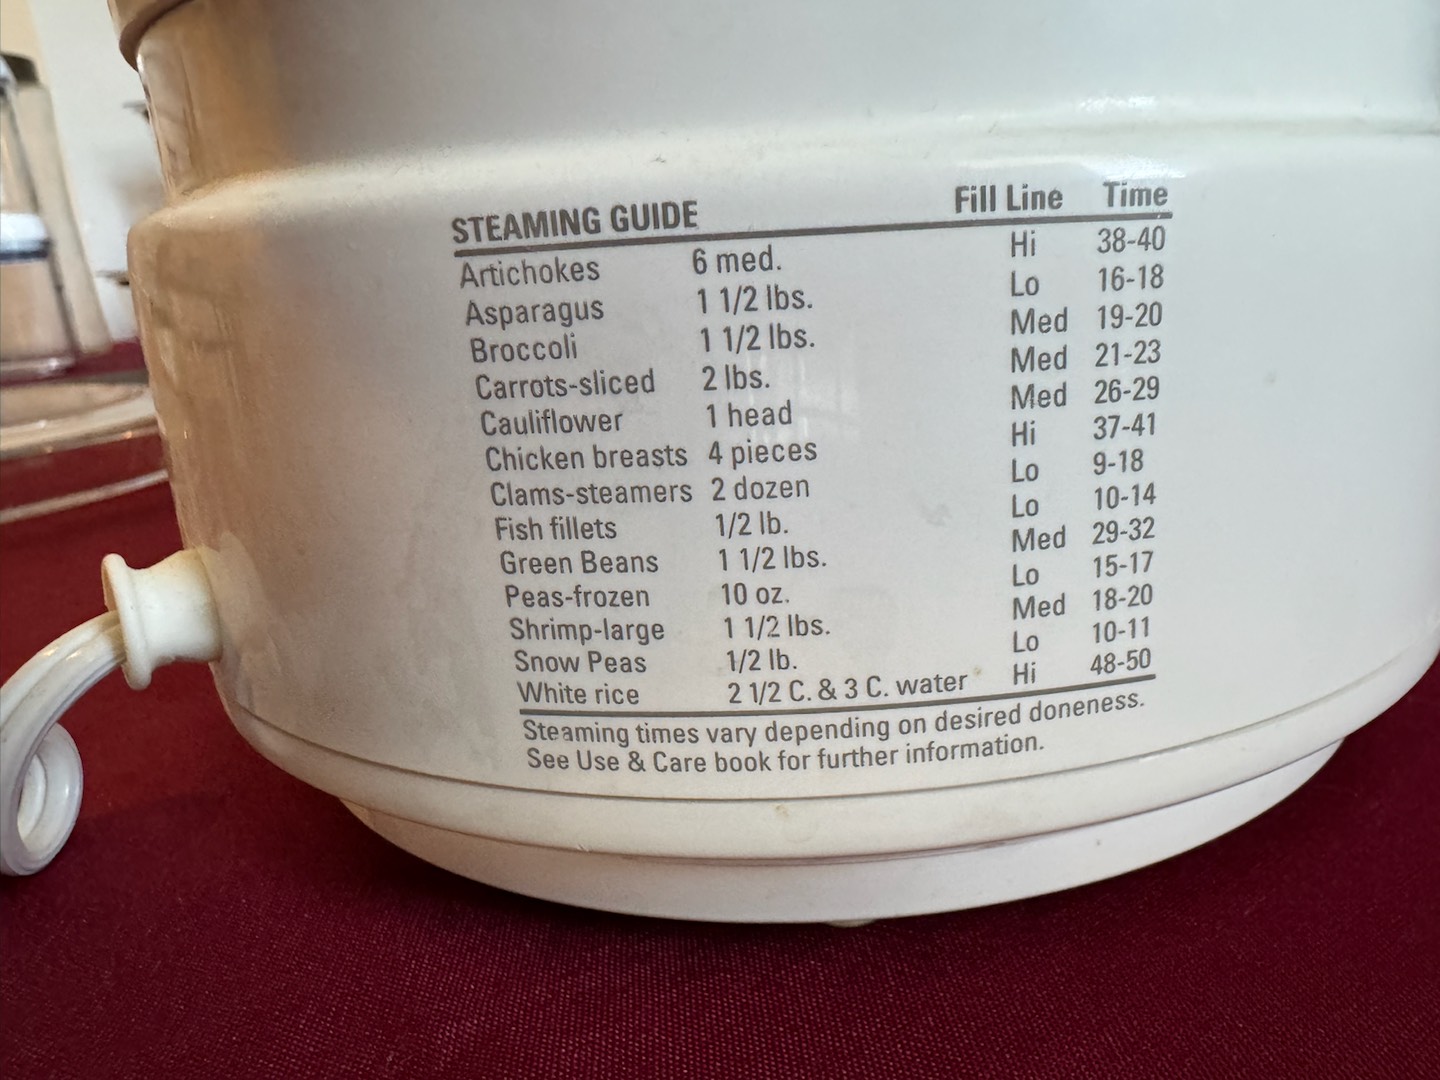 STEAMING GUIDE Fill Line Time
Artichokes 6 med. Hi 38-40
Asparagus 1 1/2 lbs. Lo 16-18
Broccoli 1 1/2 lbs. Med 19-20
Carrots-sliced 2 lbs. Med 21-23
Cauliflower 1 head Med 26-29
Chicken breasts 4 pieces Hi 37-41
Clams-steamers 2 dozen Lo 9-18
Fish fillets 1/2 lb. Lo 10-14
Green Beans 1 1/2 lbs. Med 29-32
Peas-frozen 10 oz. Lo 15-17
Shrimp-large 1 1/2 lbs. Med 18-20
Snow Peas 1/2 lb. Lo 10-11
White rice 2 1/2 C. & 3 C. water Hi 48-50
Steaming times vary depending on desired doneness.
See Use & Care book for further information.